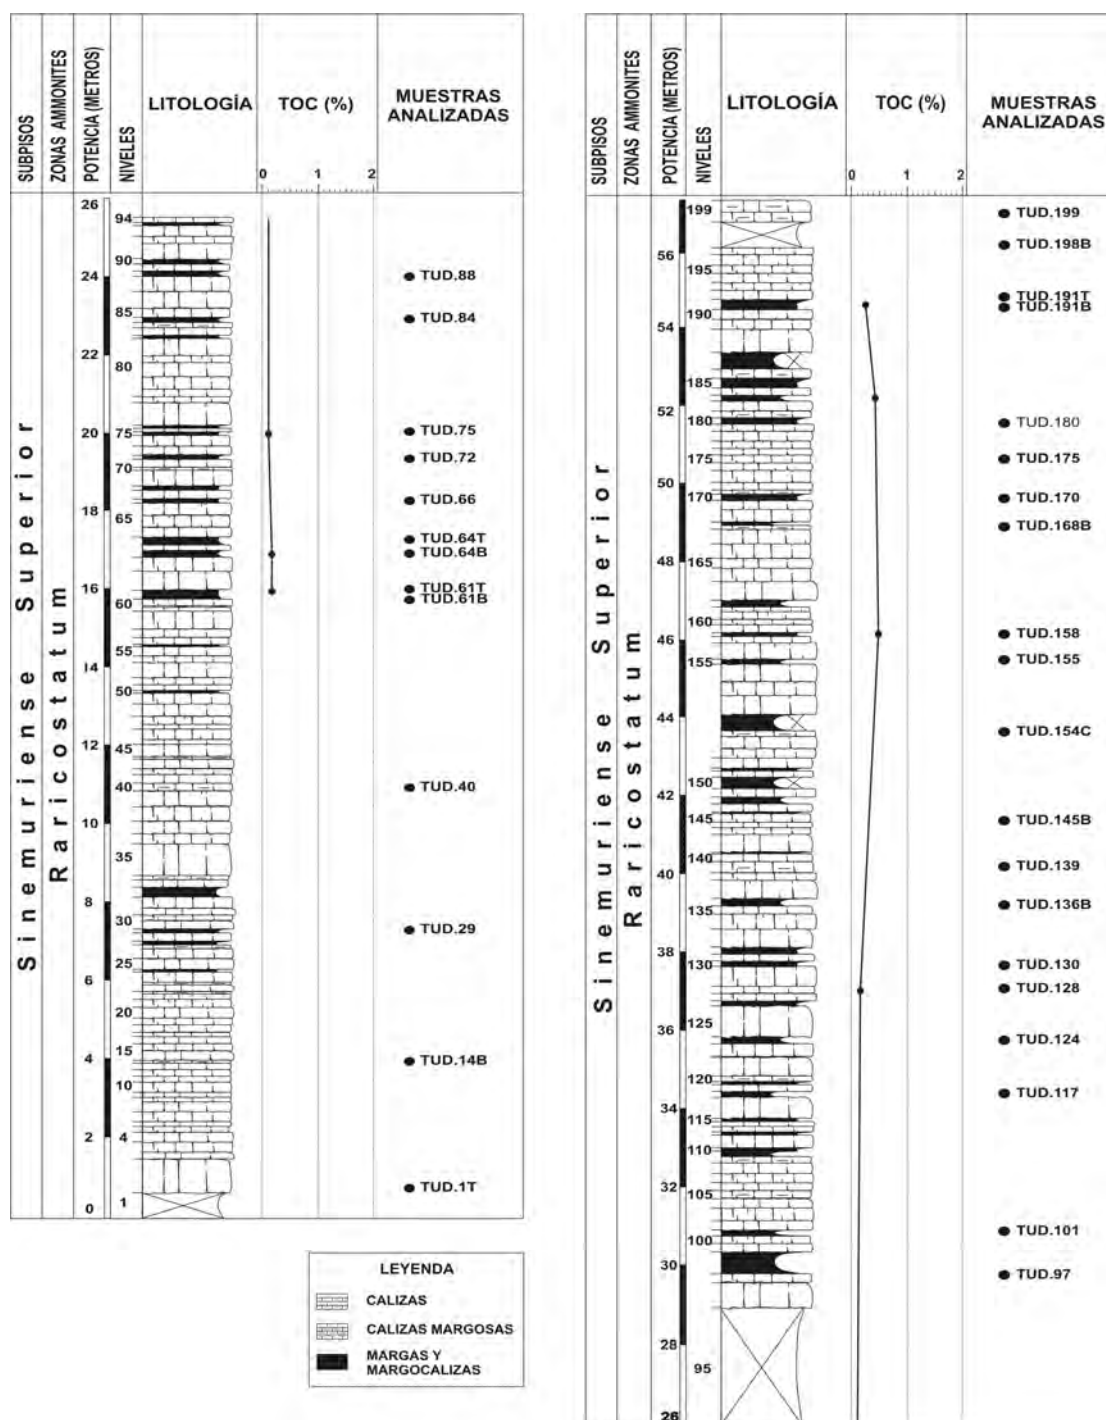 SUBPISOS
ZONAS AMMONITES
POTENCIA (METROS)
NIVELES
LITOLOGÍA
TOC (%)
MUESTRAS
ANALIZADAS
0
1
2
Sinemuriense Superior
Raricostatum
26
24
22
20
18
16
14
12
10
8
6
4
2
0
94
90
85
80
75
70
65
60
55
50
45
40
35
30
25
20
15
10
4
1
TUD.88
TUD.84
TUD.75
TUD.72
TUD.66
TUD.64T
TUD.64B
TUD.61T
TUD.61B
TUD.40
TUD.29
TUD.14B
TUD.1T
LEYENDA
CALIZAS
CALIZAS MARGOSAS
MARGAS Y
MARGOCALIZAS
SUBPISOS
ZONAS AMMONITES
POTENCIA (METROS)
NIVELES
LITOLOGÍA
TOC (%)
MUESTRAS
ANALIZADAS
0
1
2
Sinemuriense Superior
Raricostatum
56
54
52
50
48
46
44
42
40
38
36
34
32
30
28
26
199
195
190
185
180
175
170
165
160
155
150
145
140
135
130
125
120
115
110
105
100
95
TUD.199
TUD.198B
TUD.191T
TUD.191B
TUD.180
TUD.175
TUD.170
TUD.168B
TUD.158
TUD.155
TUD.154C
TUD.145B
TUD.139
TUD.136B
TUD.130
TUD.128
TUD.124
TUD.117
TUD.101
TUD.97